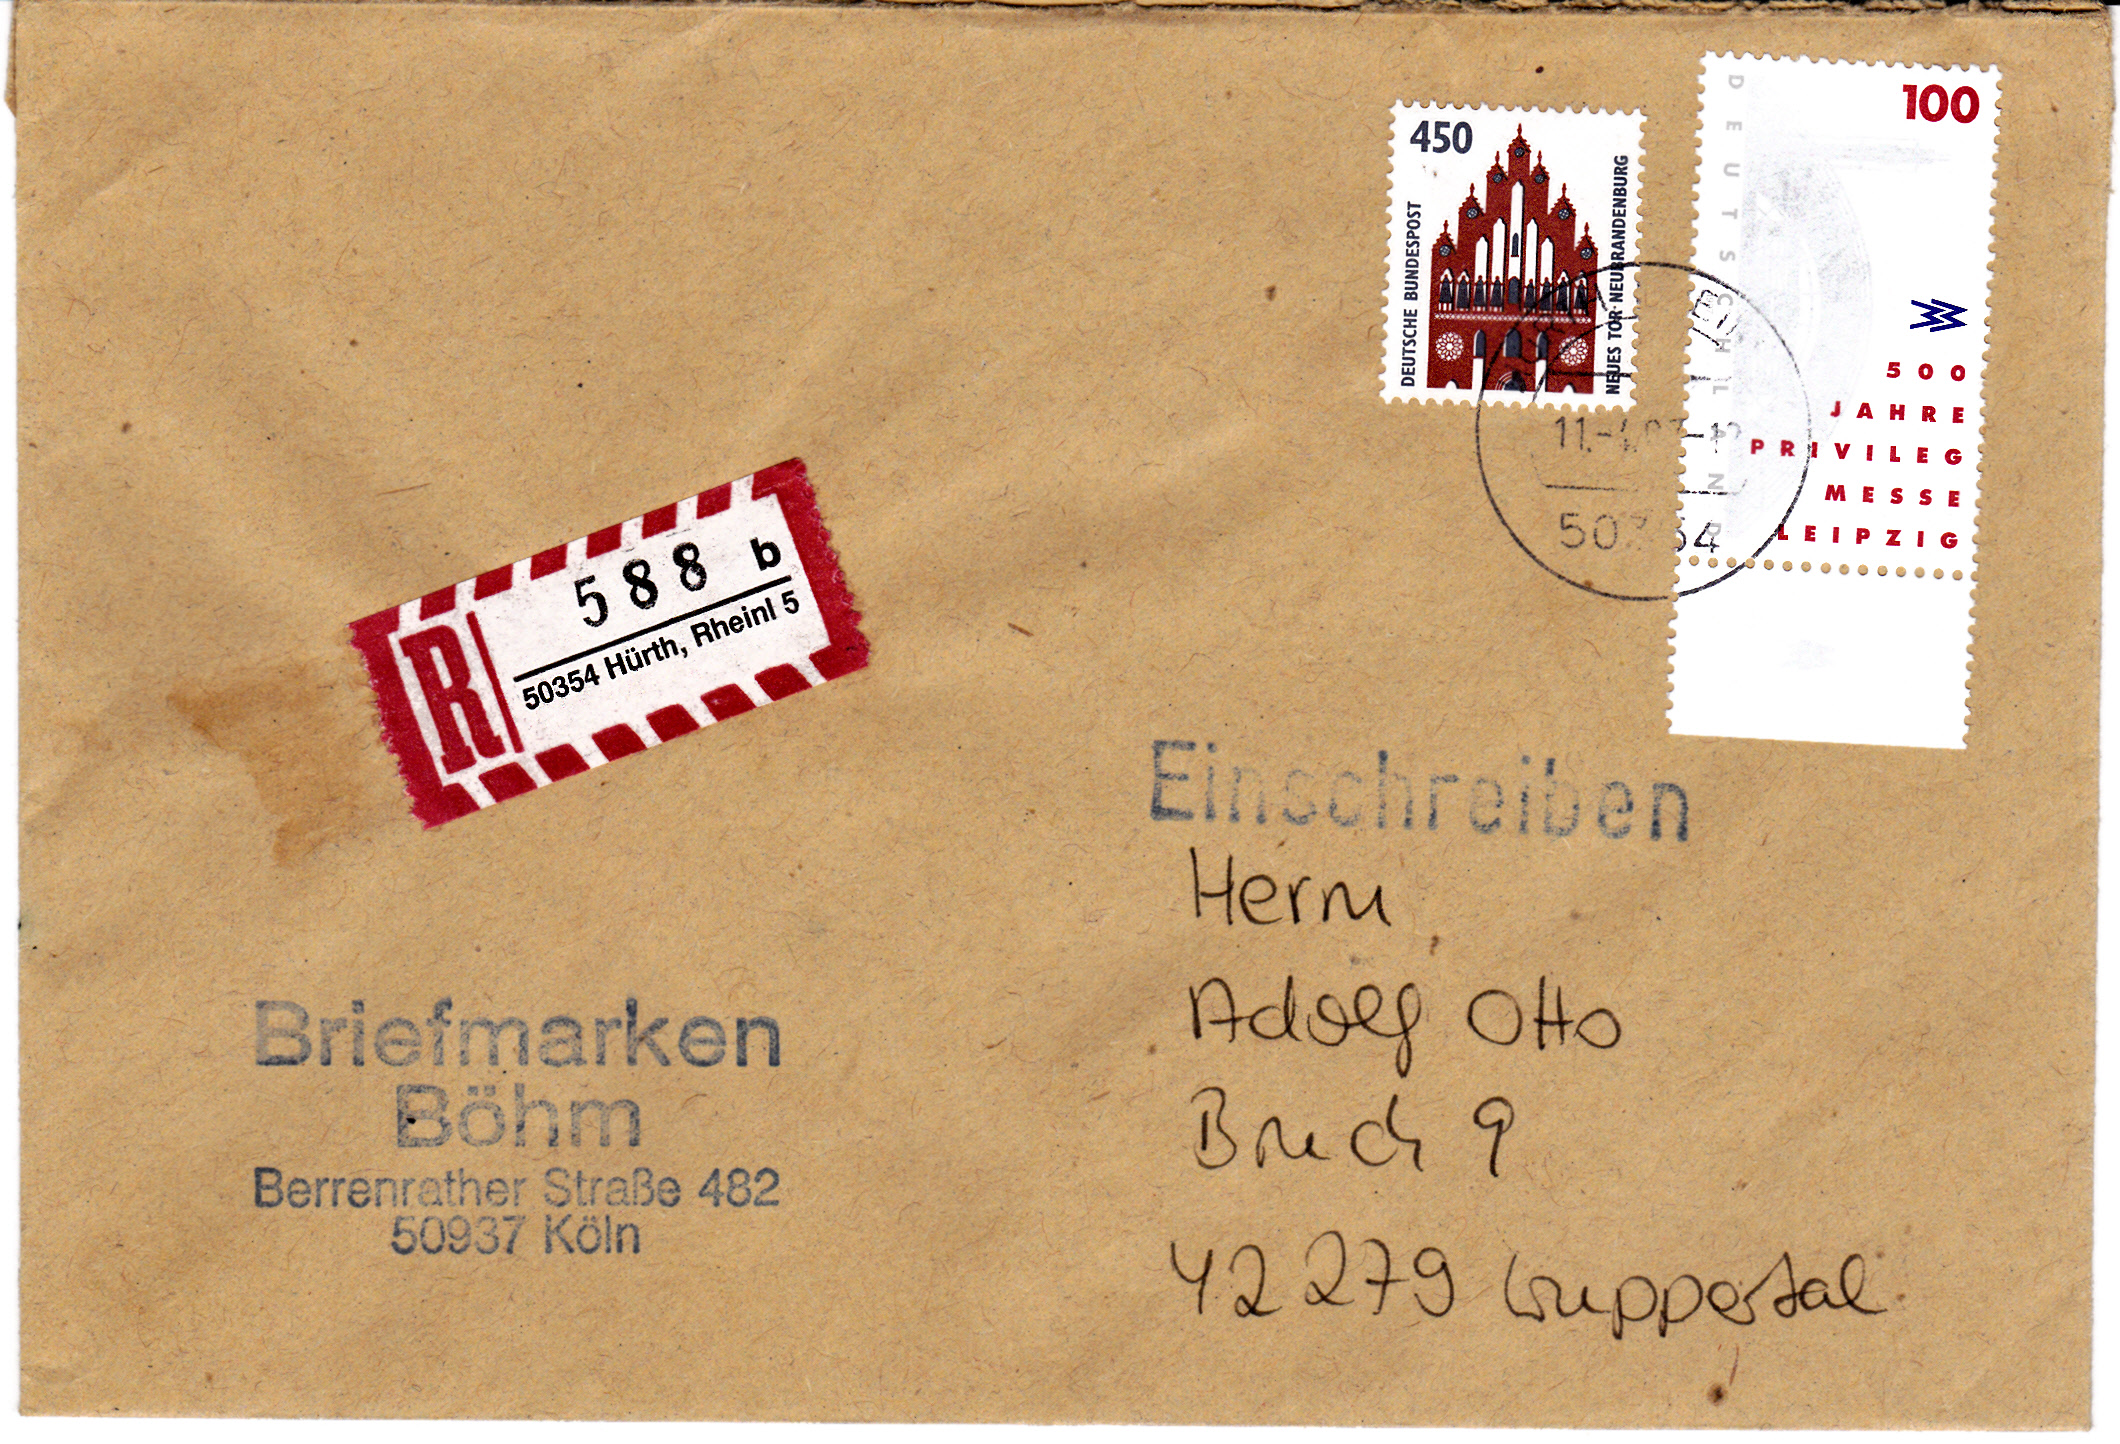 450
DEUTSCHE BUNDESPOST
NEUES TOR · NEUBRANDENBURG
100
DEUTSCHLAND
500
JAHRE
PRIVILEG
MESSE
LEIPZIG
588 b
R
50354 Hürth, Rheinl 5
Einschreiben
Herrn
Adolf Otto
Bruch 9
42279 Wuppertal
Briefmarken
Böhm
Berrenrather Straße 482
50937 Köln